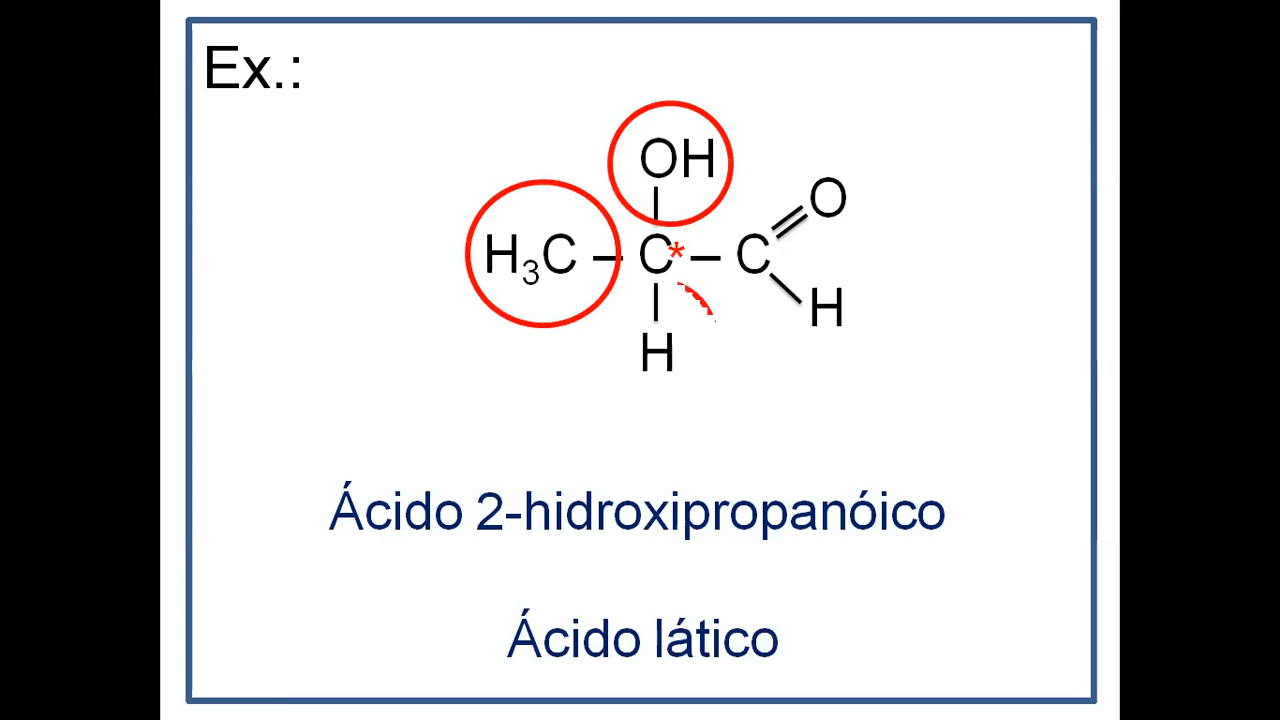 Ex.:
OH
O
H₃C – C* – C
H
H
Ácido 2-hidroxipropanóico
Ácido lático